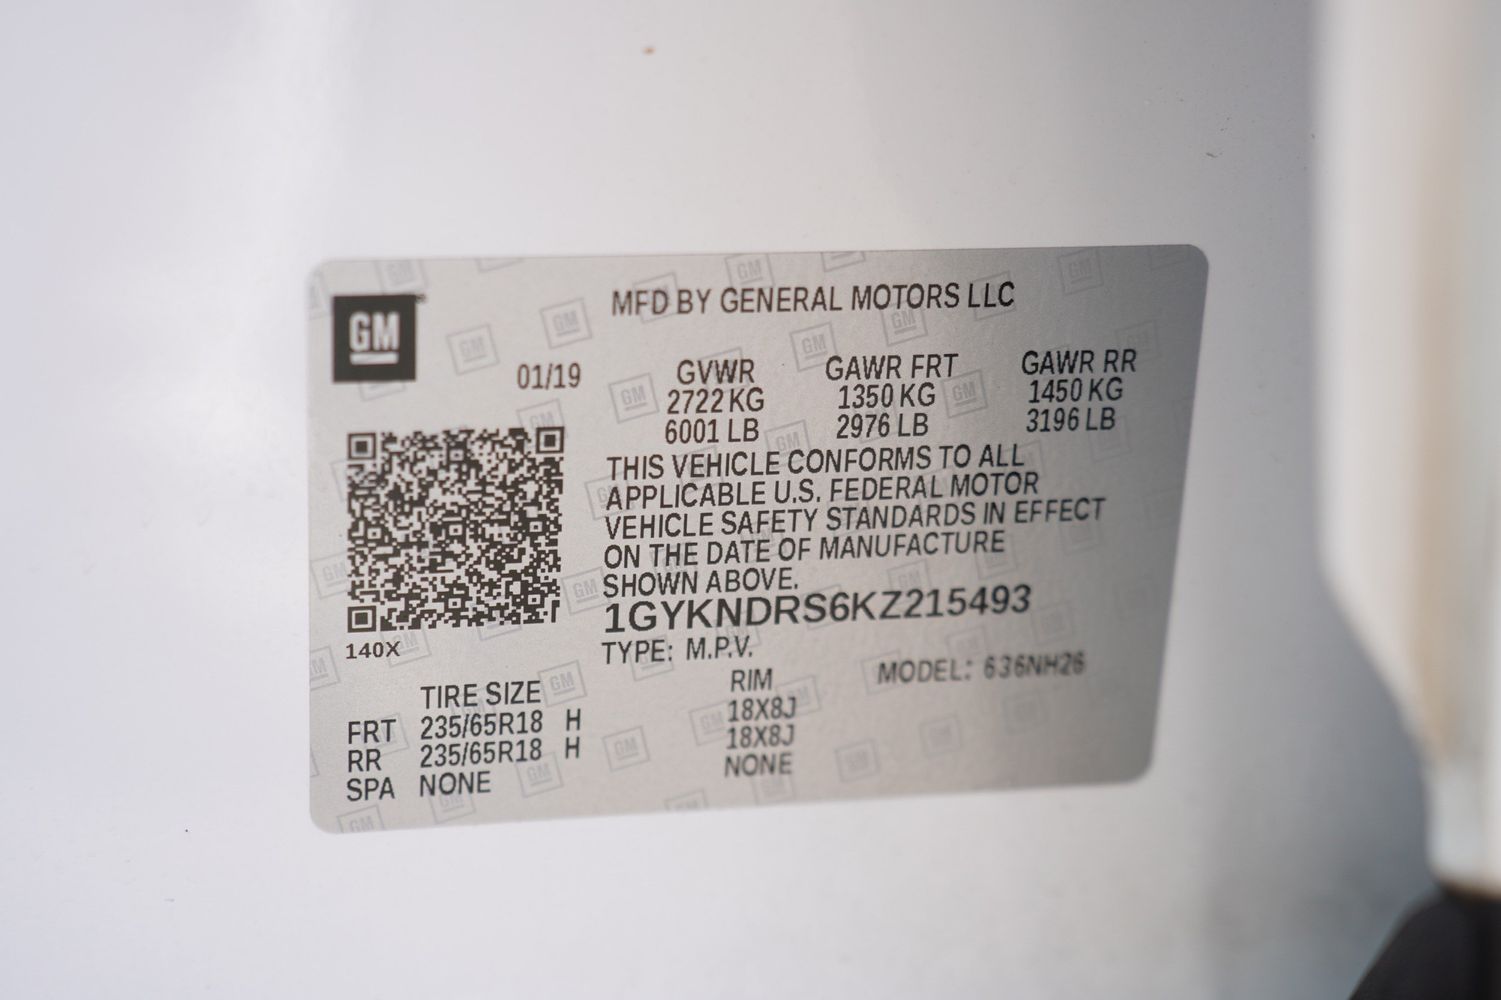 GM
MFD BY GENERAL MOTORS LLC
01/19
GVWR GAWR FRT GAWR RR
2722 KG 1350 KG 1450 KG
6001 LB 2976 LB 3196 LB
THIS VEHICLE CONFORMS TO ALL
APPLICABLE U.S. FEDERAL MOTOR
VEHICLE SAFETY STANDARDS IN EFFECT
ON THE DATE OF MANUFACTURE
SHOWN ABOVE.
1GYKNDRS6KZ215493
140X
TYPE: M.P.V. MODEL: 636NH26
TIRE SIZE RIM
FRT 235/65R18 H 18X8J
RR 235/65R18 H 18X8J
SPA NONE NONE